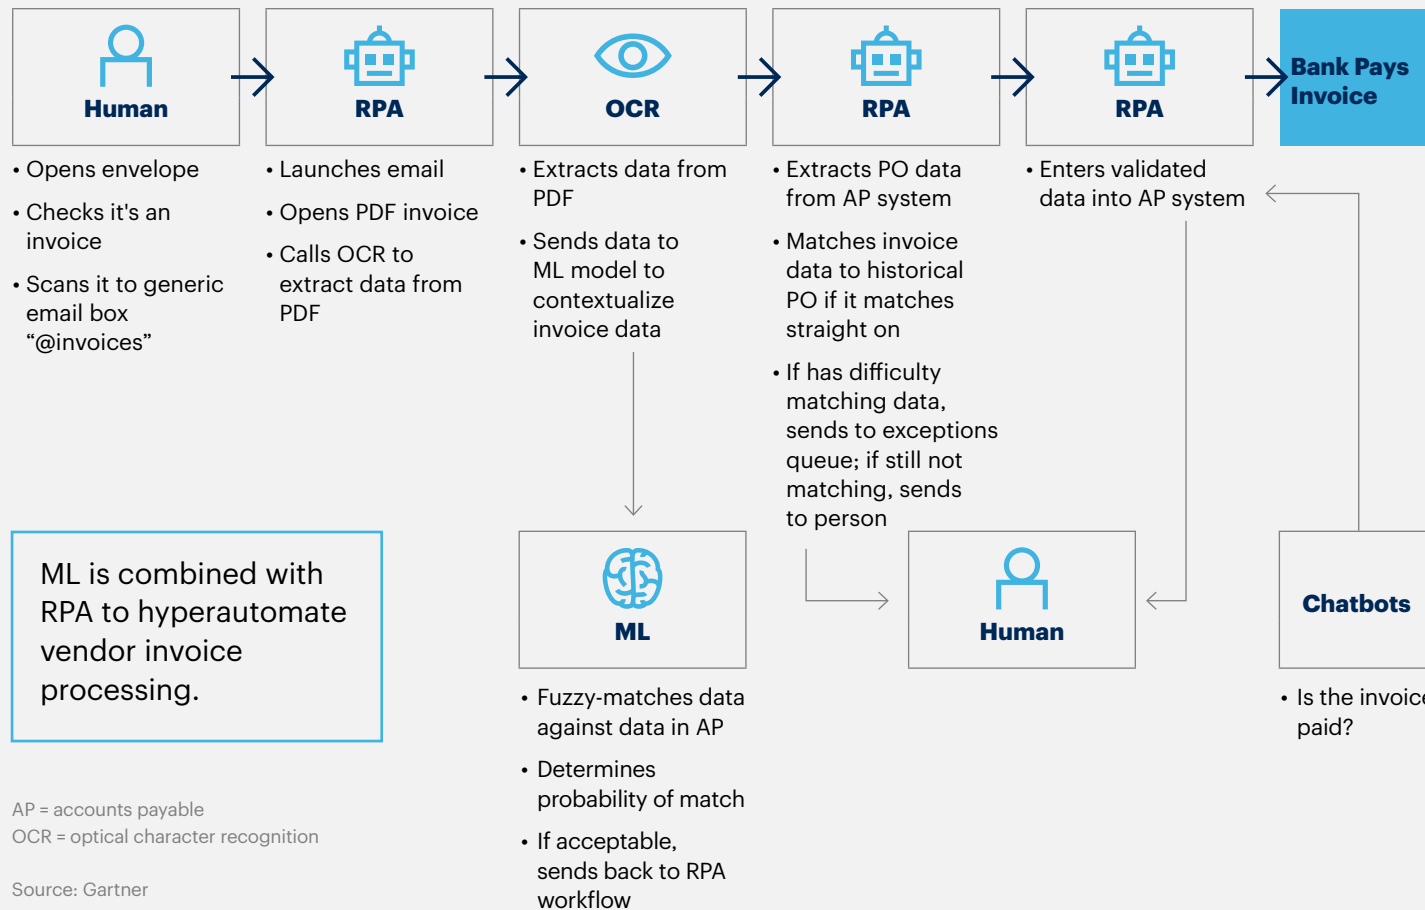 Human
RPA
OCR
RPA
RPA
Bank Pays
Invoice
• Opens envelope
• Checks it's an
invoice
• Scans it to generic
email box
“@invoices”
• Launches email
• Opens PDF invoice
• Calls OCR to
extract data from
PDF
• Extracts data from
PDF
• Sends data to
ML model to
contextualize
invoice data
• Extracts PO data
from AP system
• Matches invoice
data to historical
PO if it matches
straight on
• If has difficulty
matching data,
sends to exceptions
queue; if still not
matching, sends
to person
• Enters validated
data into AP system
ML is combined with
RPA to hyperautomate
vendor invoice
processing.
ML
• Fuzzy-matches data
against data in AP
• Determines
probability of match
• If acceptable,
sends back to RPA
workflow
Human
Chatbots
• Is the invoice
paid?
AP = accounts payable
OCR = optical character recognition
Source: Gartner